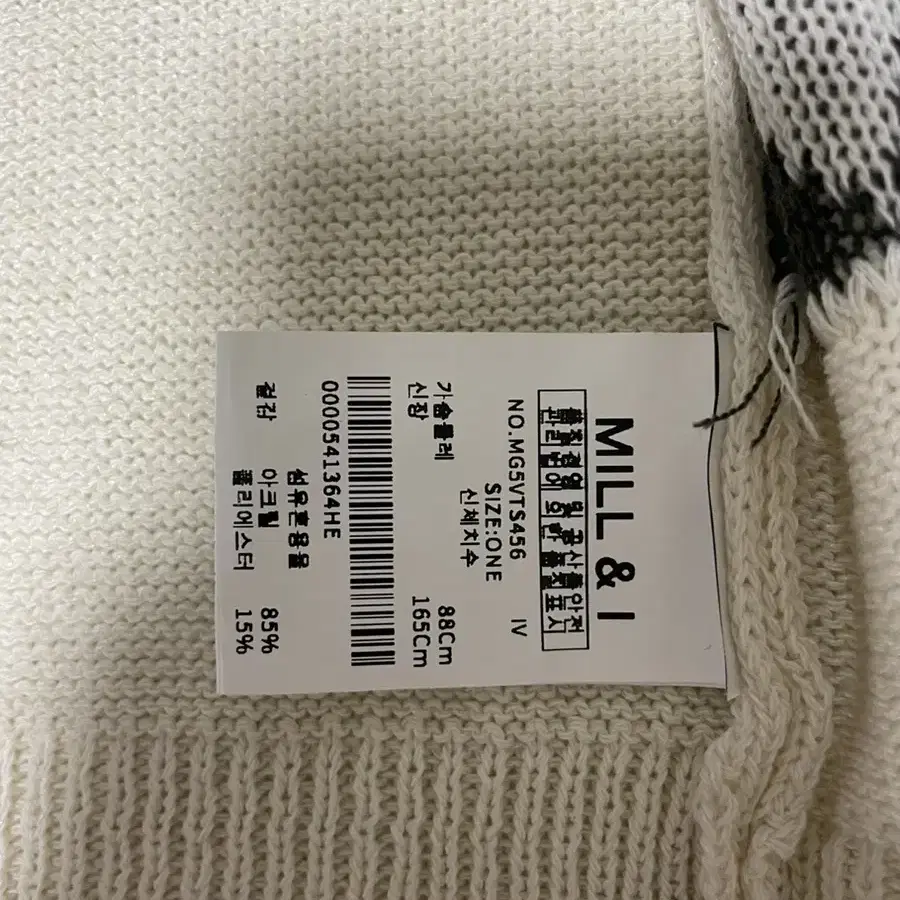 MILL & I
품질경영 및 공산품안전
관리법에 의한 품질표시
NO.MG5VTS456 IV
SIZE:ONE
신체치수
가슴둘레 88Cm
신장 165Cm
0000541364HE
섬유혼용율
겉감 아크릴 85%
폴리에스터 15%